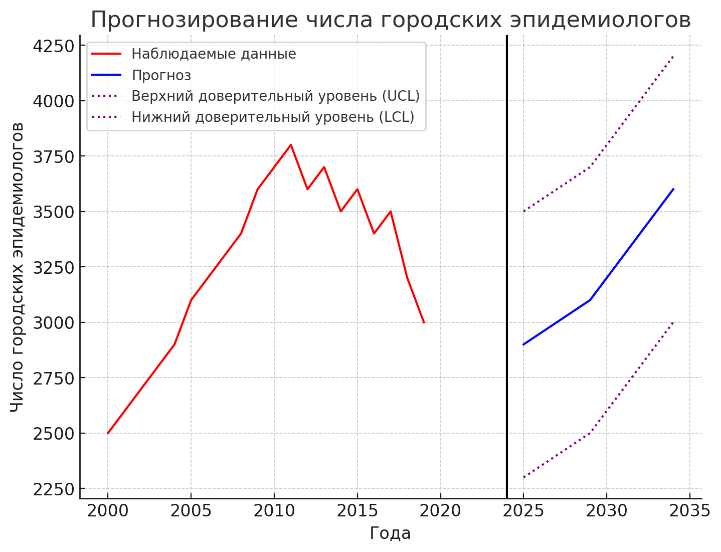 Прогнозирование числа городских эпидемиологов
Наблюдаемые данные
Прогноз
Верхний доверительный уровень (UCL)
Нижний доверительный уровень (LCL)
Число городских эпидемиологов
4250
4000
3750
3500
3250
3000
2750
2500
2250
2000 2005 2010 2015 2020 2025 2030 2035
Года